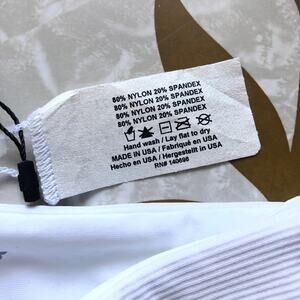 80% NYLON 20% SPANDEX
80% NYLON 20% SPANDEX
80% NYLON 20% SPANDEX
80% NYLON 20% SPANDEX
Hand wash / Lay flat to dry
MADE IN USA / Fabriqué en USA
Hecho en USA / Hergestellt in USA
RN# 140698